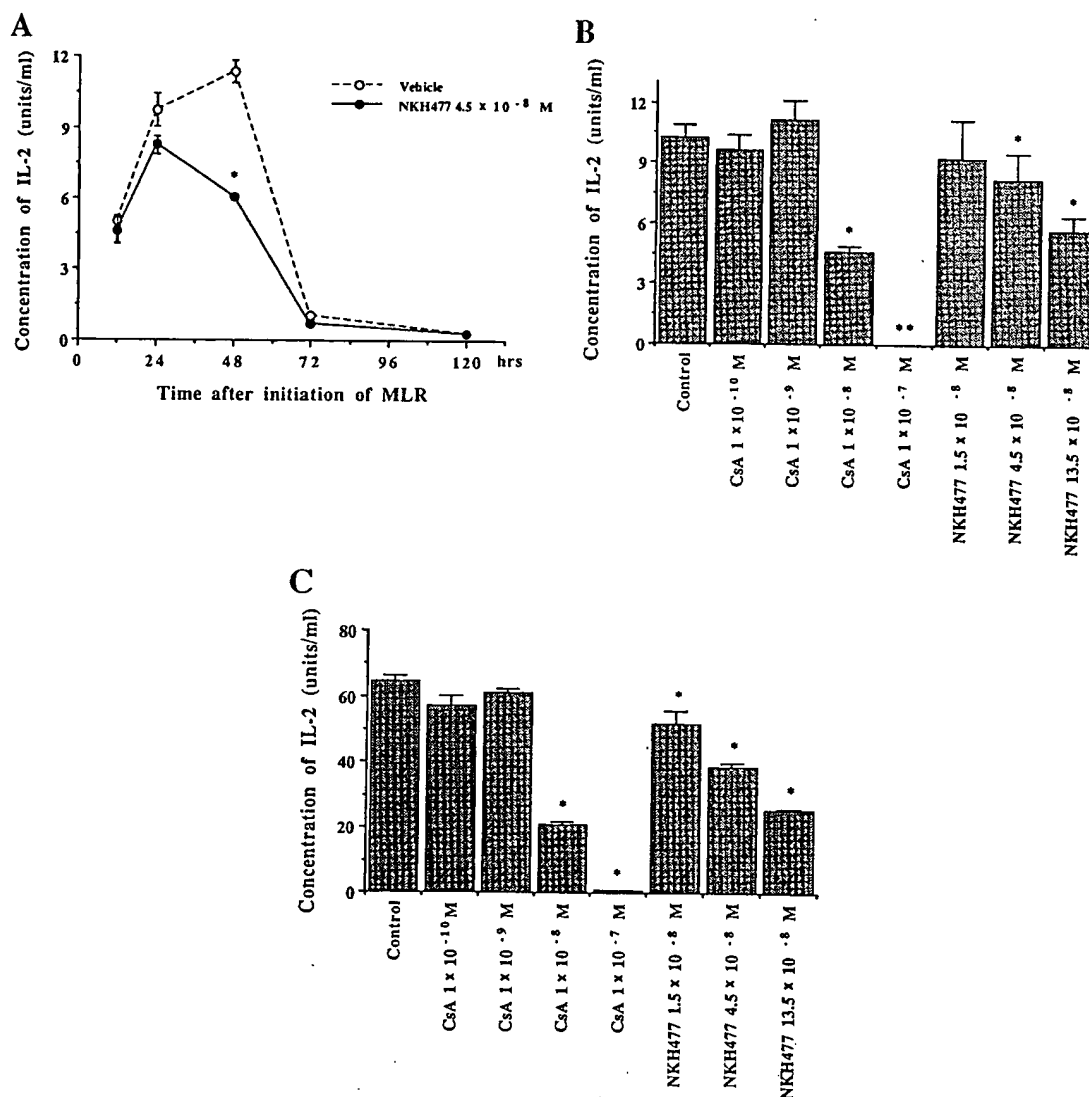 A
Concentration of IL-2 (units/ml)
12
9
6
3
0
Vehicle
NKH477 4.5 x 10 -8 M
*
0 24 48 72 96 120 hrs
Time after initiation of MLR
B
Concentration of IL-2 (units/ml)
12
9
6
3
0
*
**
*
*
Control
CsA 1 x 10 -10 M
CsA 1 x 10 -9 M
CsA 1 x 10 -8 M
CsA 1 x 10 -7 M
NKH477 1.5 x 10 -8 M
NKH477 4.5 x 10 -8 M
NKH477 13.5 x 10 -8 M
C
Concentration of IL-2 (units/ml)
80
60
40
20
0
*
*
*
*
*
Control
CsA 1 x 10 -10 M
CsA 1 x 10 -9 M
CsA 1 x 10 -8 M
CsA 1 x 10 -7 M
NKH477 1.5 x 10 -8 M
NKH477 4.5 x 10 -8 M
NKH477 13.5 x 10 -8 M